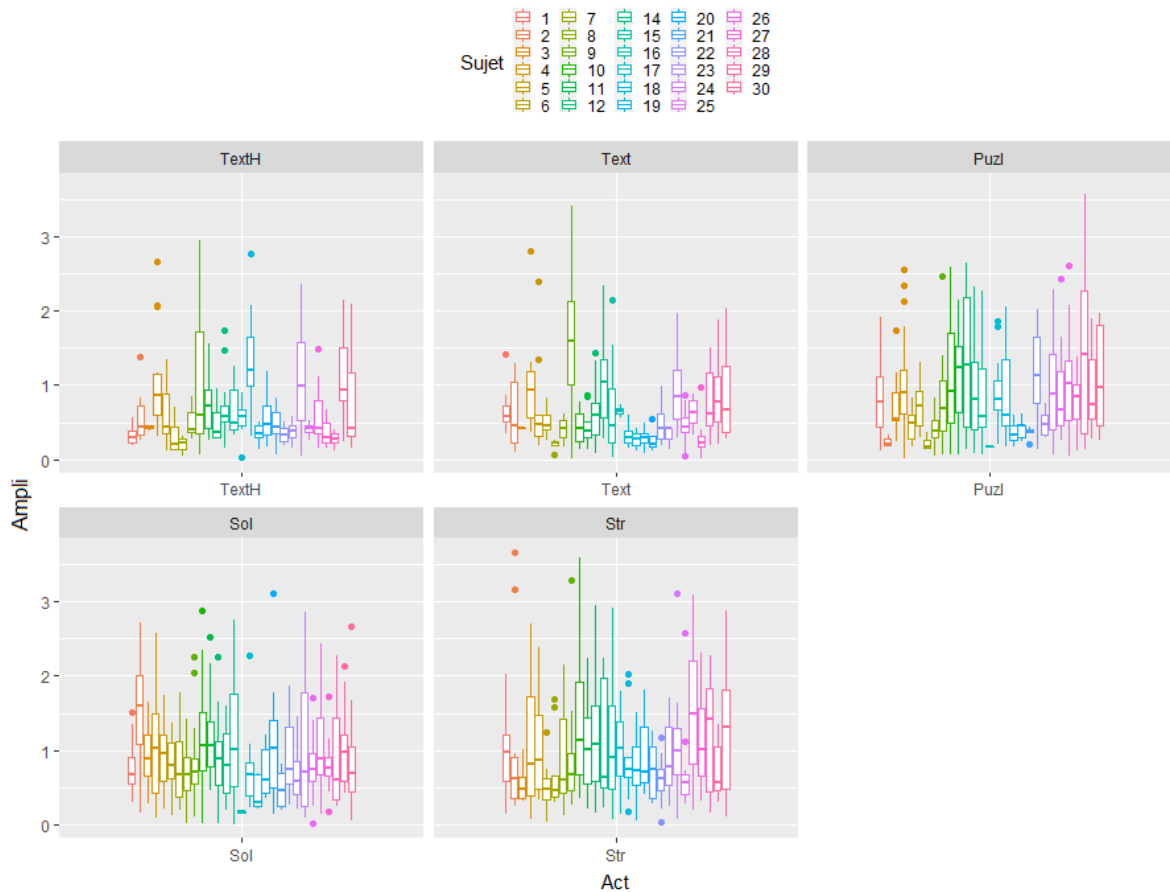 1 7 14 20 26
2 8 15 21 27
Sujet 3 9 16 22 28
4 10 17 23 29
5 11 18 24 30
6 12 19 25
TextH Text Puzl
3
2
1
0
TextH Text Puzl
Ampli
Sol Str
3
2
1
0
Sol Str
Act